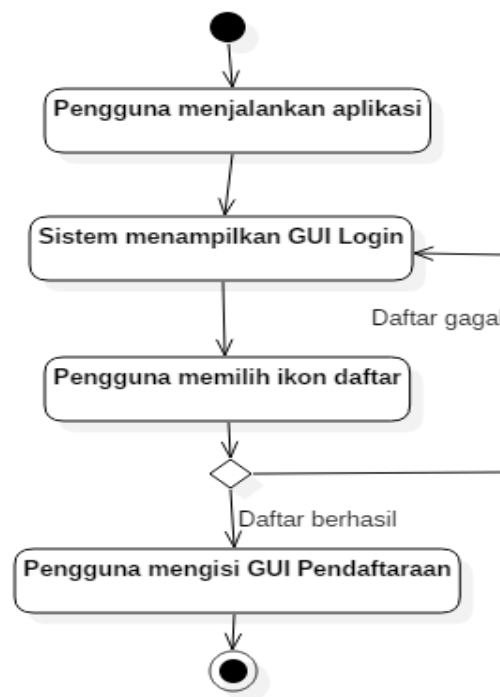 Pengguna menjalankan aplikasi
Sistem menampilkan GUI Login
Daftar gagal
Pengguna memilih ikon daftar
Daftar berhasil
Pengguna mengisi GUI Pendaftaraan